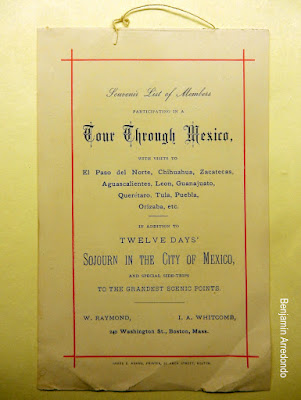 Souvenir List of Members
PARTICIPATING IN A
Tour Through Mexico,
WITH VISITS TO
El Paso del Norte, Chihuahua, Zacatecas,
Aguascalientes, Leon, Guanajuato,
Querétaro, Tula, Puebla,
Orizaba, etc.
IN ADDITION TO
TWELVE DAYS'
SOJOURN IN THE CITY OF MEXICO,
AND SPECIAL SIDE-TRIPS
TO THE GRANDEST SCENIC POINTS.
W. RAYMOND, I. A. WHITCOMB,
240 Washington St., Boston, Mass.
Benjamin Arredondo